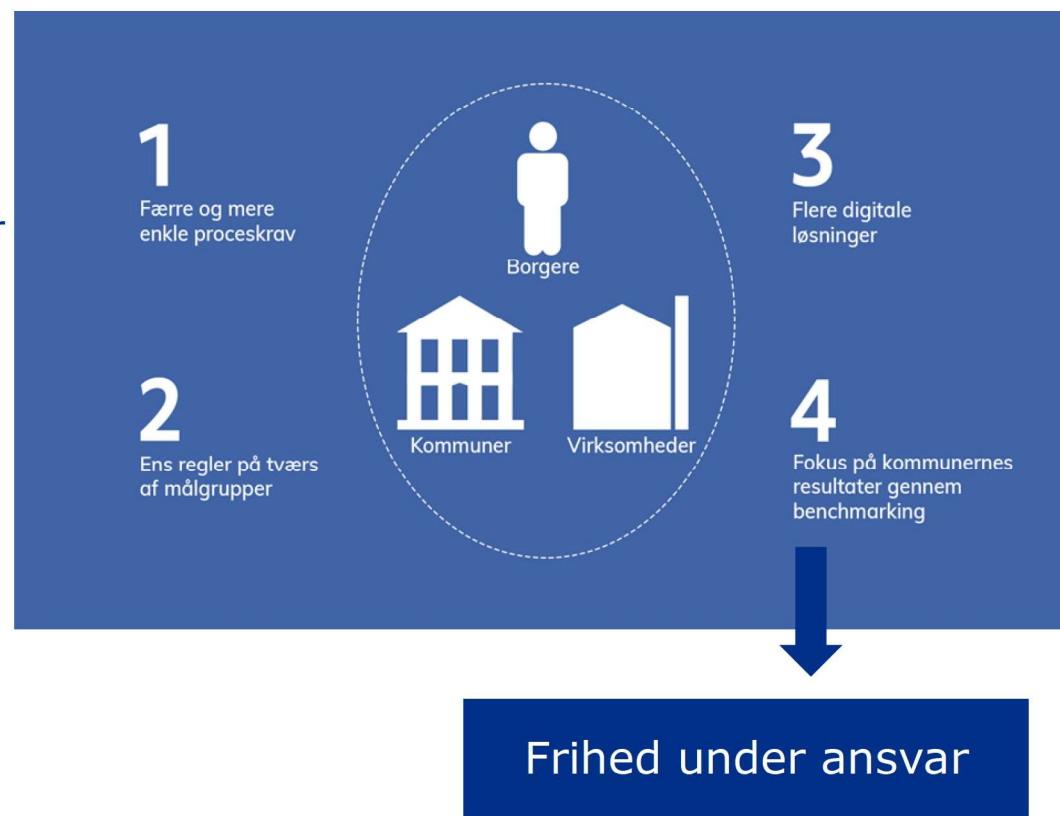 1
Færre og mere
enkle proceskrav
2
Ens regler på tværs
af målgrupper
Borgere
Kommuner
Virksomheder
3
Flere digitale
løsninger
4
Fokus på kommunernes
resultater gennem
benchmarking
Frihed under ansvar